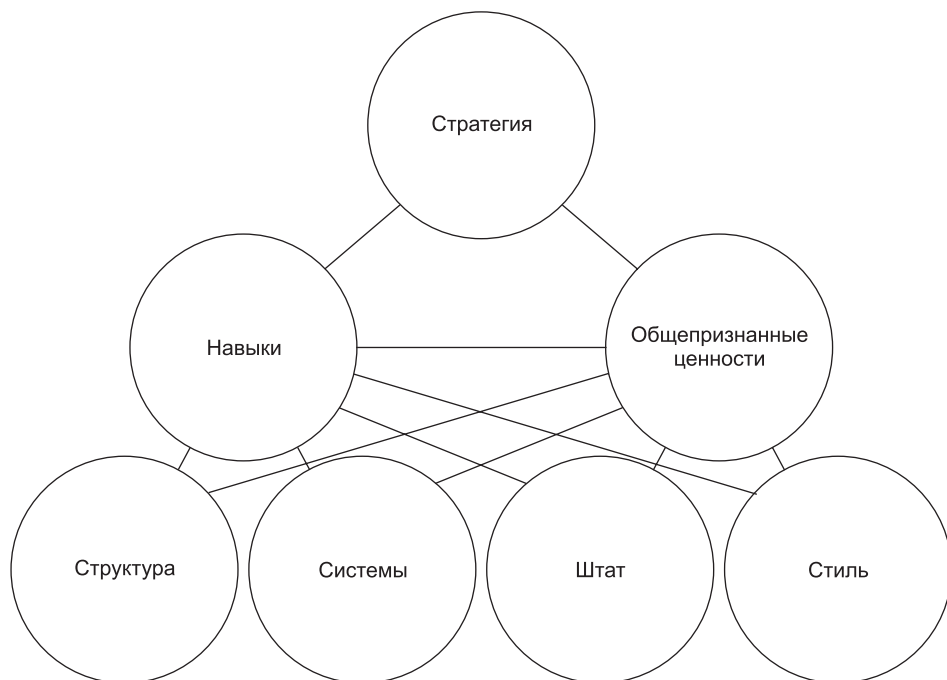 Стратегия
Навыки
Общепризнанные
ценности
Структура
Системы
Штат
Стиль